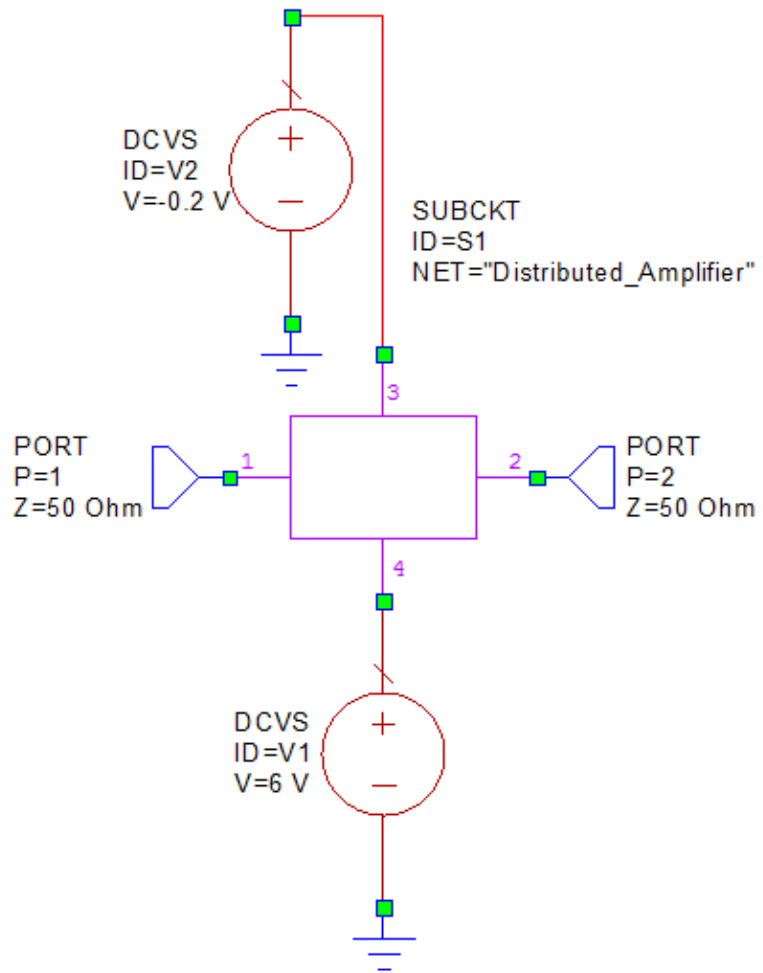 DCVS
ID=V2
V=-0.2 V
SUBCKT
ID=S1
NET="Distributed_Amplifier"
3
PORT
P=1
Z=50 Ohm
1
2
PORT
P=2
Z=50 Ohm
4
DCVS
ID=V1
V=6 V